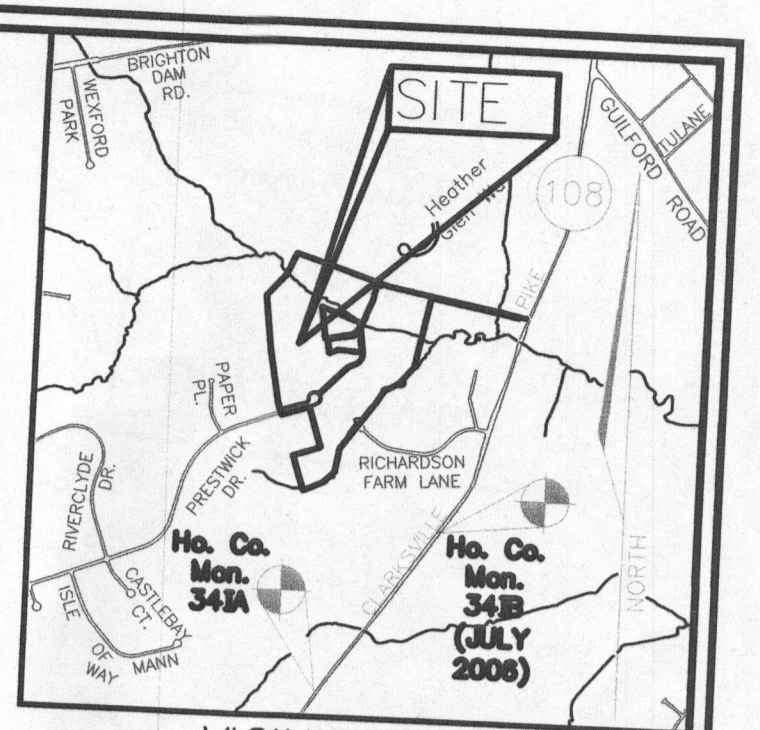 BRIGHTON
DAM
RD.
WEXFORD
PARK
SITE
GUILFORD
ROAD
TULANE
108
Heather
Glen
PIKE
PAPER
PL.
PRESTWICK
DR.
RICHARDSON
FARM LANE
RIVERCLYDE
DR.
CLARKSVILLE
Ho. Co.
Mon.
34IA
Ho. Co.
Mon.
34IB
(JULY
2006)
NORTH
CASTLEBAY
CT.
ISLE
OF
MANN
WAY